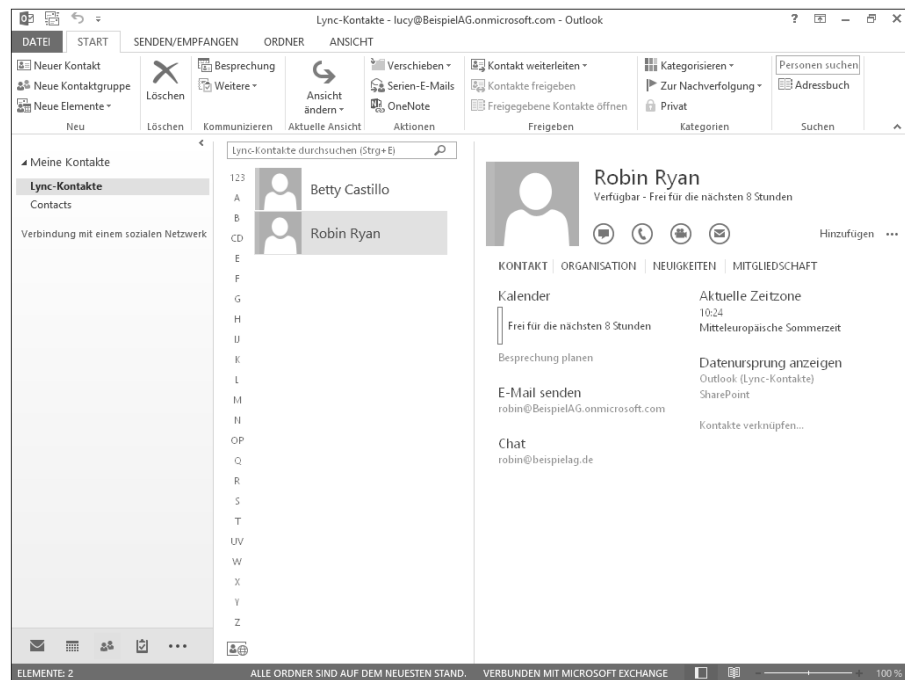 Lync-Kontakte - lucy@BeispielAG.onmicrosoft.com - Outlook
DATEI START SENDEN/EMPFANGEN ORDNER ANSICHT
Neuer Kontakt
Neue Kontaktgruppe
Neue Elemente
Neu
Löschen
Löschen
Besprechung
Weitere
Kommunizieren
Ansicht ändern
Aktuelle Ansicht
Verschieben
Serien-E-Mails
OneNote
Aktionen
Kontakt weiterleiten
Kontakte freigeben
Freigegebene Kontakte öffnen
Freigeben
Kategorisieren
Zur Nachverfolgung
Privat
Kategorien
Personen suchen
Adressbuch
Suchen
Meine Kontakte
Lync-Kontakte
Contacts
Verbindung mit einem sozialen Netzwerk
Lync-Kontakte durchsuchen (Strg+E)
123
A
B
CD
E
F
G
H
IJ
K
L
M
N
OP
Q
R
S
T
UV
W
X
Y
Z
Betty Castillo
Robin Ryan
Robin Ryan
Verfügbar - Frei für die nächsten 8 Stunden
Hinzufügen
KONTAKT ORGANISATION NEUIGKEITEN MITGLIEDSCHAFT
Kalender
Frei für die nächsten 8 Stunden
Besprechung planen
E-Mail senden
robin@BeispielAG.onmicrosoft.com
Chat
robin@beispielag.de
Aktuelle Zeitzone
10:24
Mitteleuropäische Sommerzeit
Datenursprung anzeigen
Outlook (Lync-Kontakte)
SharePoint
Kontakte verknüpfen...
ELEMENTE: 2 ALLE ORDNER SIND AUF DEM NEUESTEN STAND. VERBUNDEN MIT MICROSOFT EXCHANGE 100 %